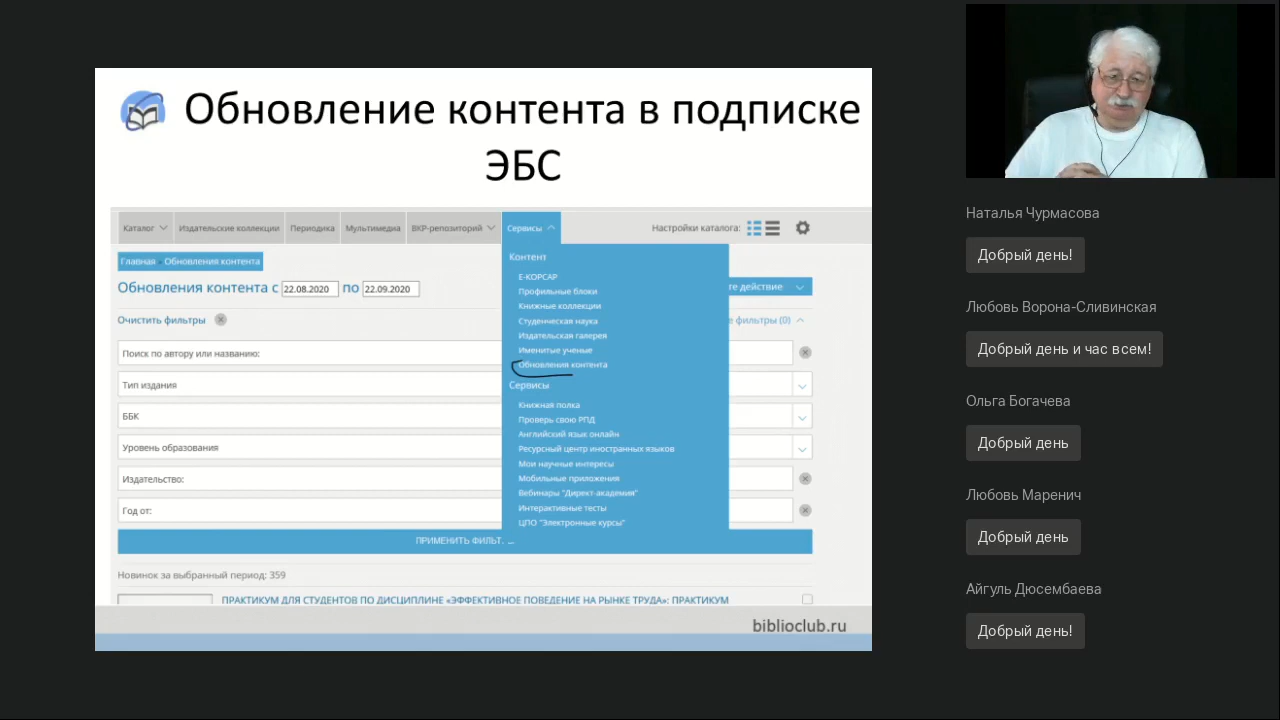 Обновление контента в подписке
ЭБС
Каталог
Издательские коллекции
Периодика
Мультимедиа
ВКР-репозиторий
Сервисы
Настройки каталога:
Главная Обновления контента
Обновления контента с 22.08.2020 по 22.09.2020
те действие
Очистить фильтры
е фильтры (0)
Поиск по автору или названию:
Тип издания
ББК
Уровень образования
Издательство:
Год от:
Контент
Е-КОРСАР
Профильные блоки
Книжные коллекции
Студенческая наука
Издательская галерея
Именитые ученые
Обновления контента
Сервисы
Книжная полка
Проверь свою РПД
Английский язык онлайн
Ресурсный центр иностранных языков
Мои научные интересы
Мобильные приложения
Вебинары "Директ-академия"
Интерактивные тесты
ЦПО "Электронные курсы"
ПРИМЕНИТЬ ФИЛЬТ.
Новинок за выбранный период: 359
ПРАКТИКУМ ДЛЯ СТУДЕНТОВ ПО ДИСЦИПЛИНЕ «ЭФФЕКТИВНОЕ ПОВЕДЕНИЕ НА РЫНКЕ ТРУДА»: ПРАКТИКУМ
biblioclub.ru
Наталья Чурмасова
Добрый день!
Любовь Ворона-Сливинская
Добрый день и час всем!
Ольга Богачева
Добрый день
Любовь Маренич
Добрый день
Айгуль Дюсембаева
Добрый день!